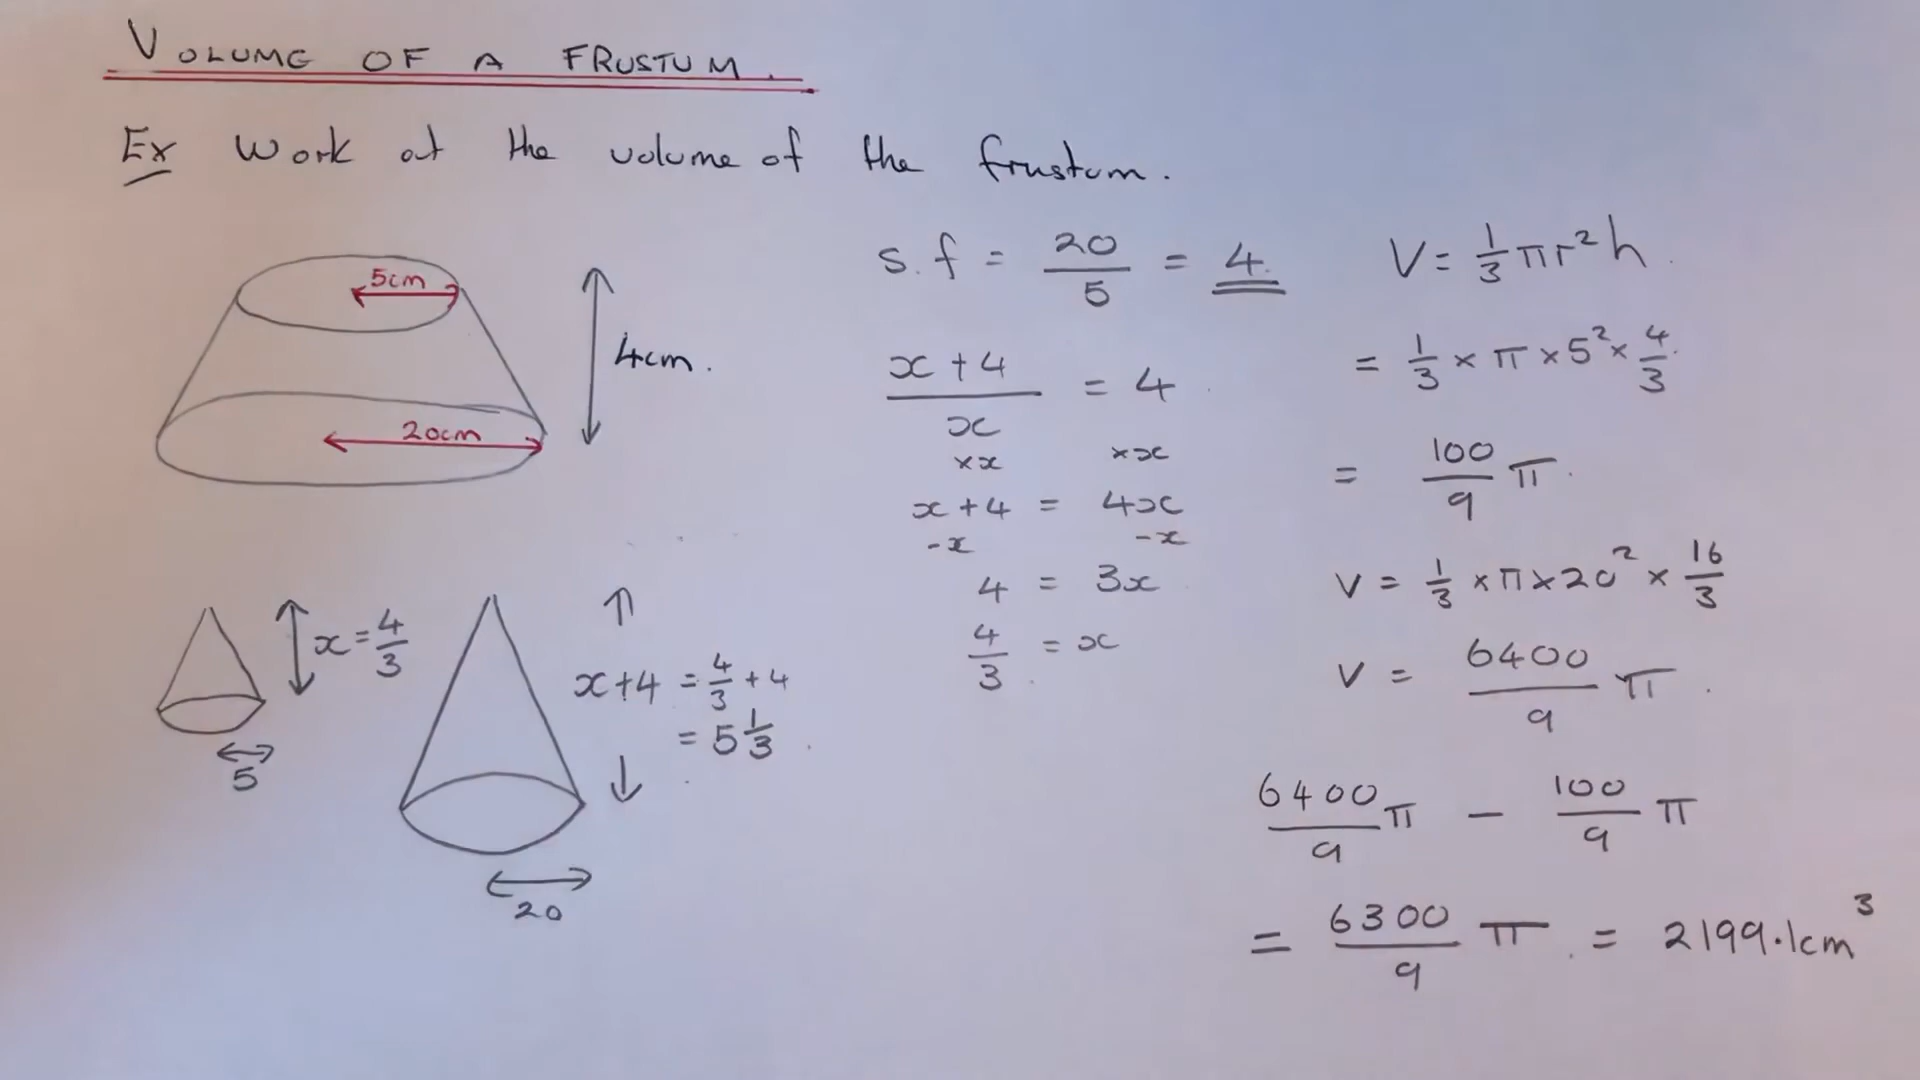 VOLUME OF A FRUSTUM.
Ex Work out the volume of the frustum.
5cm
4cm.
20cm
x = 4/3
5
x+4 = 4/3 + 4
= 5 1/3
20
s.f = 20/5 = 4
x+4/x = 4
×x ×x
x+4 = 4x
-x -x
4 = 3x
4/3 = x
V = 1/3 πr²h.
= 1/3 × π × 5² × 4/3
= 100/9 π
V = 1/3 × π × 20² × 16/3
V = 6400/9 π
6400/9 π - 100/9 π
= 6300/9 π = 2199.1cm³